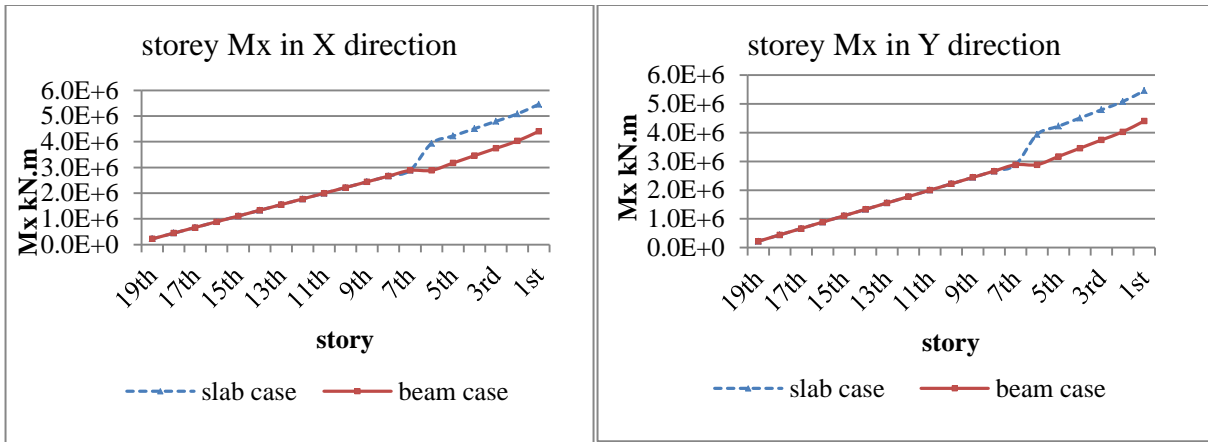 storey Mx in X direction
Mx kN.m
6.0E+6
5.0E+6
4.0E+6
3.0E+6
2.0E+6
1.0E+6
0.0E+0
19th
17th
15th
13th
11th
9th
7th
5th
3rd
1st
story
slab case
beam case
storey Mx in Y direction
Mx kN.m
6.0E+6
5.0E+6
4.0E+6
3.0E+6
2.0E+6
1.0E+6
0.0E+0
19th
17th
15th
13th
11th
9th
7th
5th
3rd
1st
story
slab case
beam case